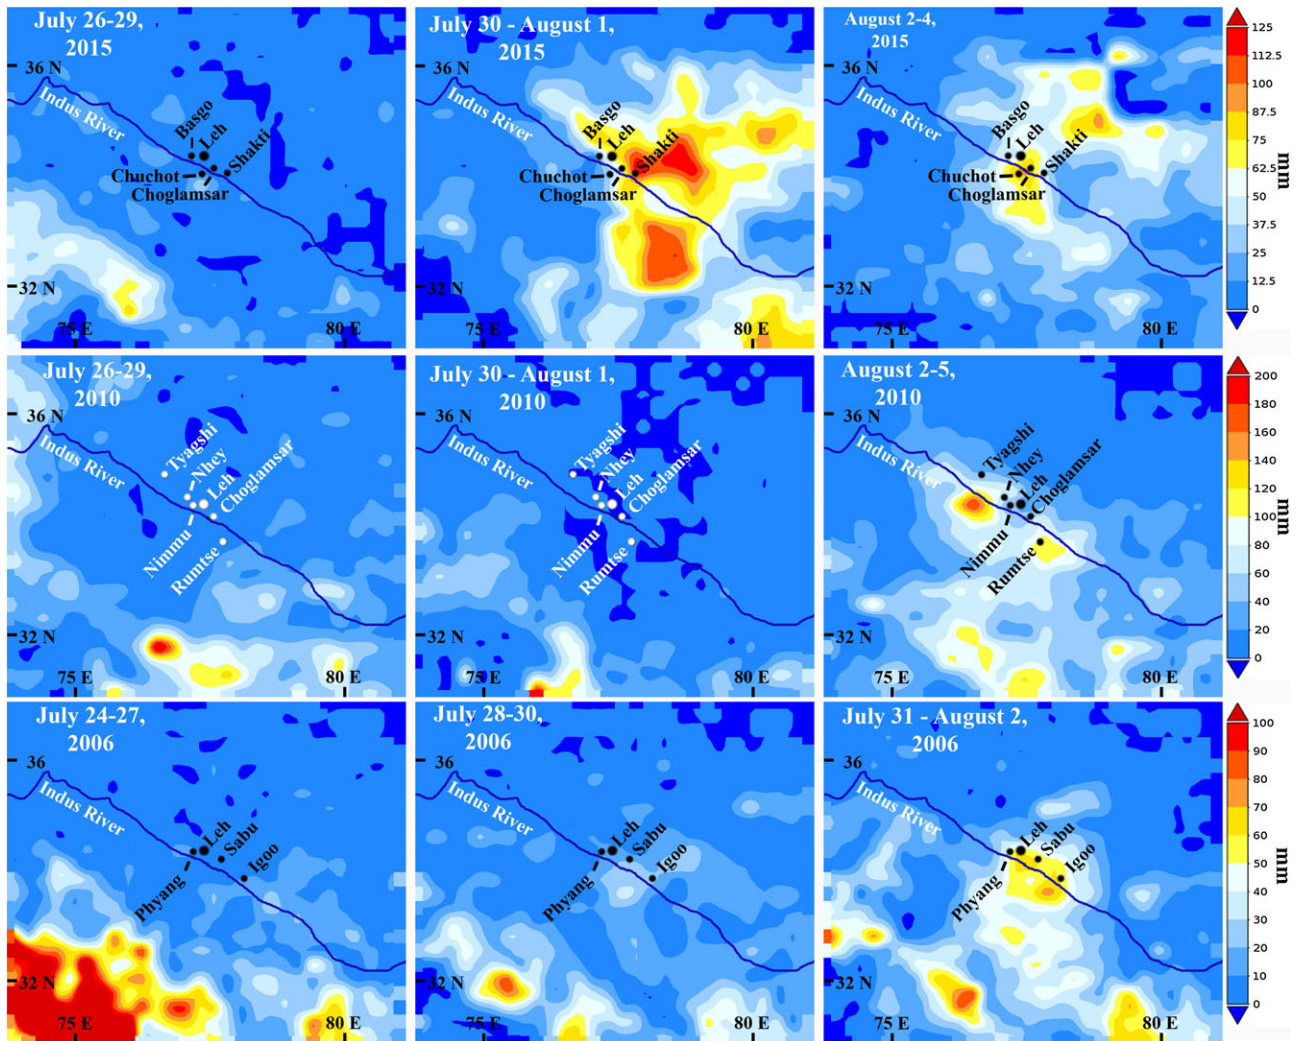 July 26-29,
2015
36 N
Indus River
Basgo
Leh
Shakti
Chuchot
Choglamsar
32 N
75 E
80 E
July 30 - August 1,
2015
36 N
Indus River
Basgo
Leh
Shakti
Chuchot
Choglamsar
32 N
75 E
80 E
August 2-4,
2015
36 N
Indus River
Basgo
Leh
Shakti
Chuchot
Choglamsar
32 N
75 E
80 E
125
112.5
100
87.5
75
62.5
50
37.5
25
12.5
0
mm
July 26-29,
2010
36 N
Indus River
Tyagshi
Nhey
Leh
Choglamsar
Nimmu
Rumtse
32 N
75 E
80 E
July 30 - August 1,
2010
36 N
Indus River
Tyagshi
Nhey
Leh
Choglamsar
Nimmu
Rumtse
32 N
75 E
80 E
August 2-5,
2010
36 N
Indus River
Tyagshi
Nhey
Leh
Choglamsar
Nimmu
Rumtse
32 N
75 E
80 E
200
180
160
140
120
100
80
60
40
20
0
mm
July 24-27,
2006
36
Indus River
Leh
Sabu
Igoo
Phyang
32 N
75 E
80 E
July 28-30,
2006
36
Indus River
Leh
Sabu
Igoo
Phyang
32 N
75 E
80 E
July 31 - August 2,
2006
36
Indus River
Leh
Sabu
Igoo
Phyang
32 N
75 E
80 E
100
90
80
70
60
50
40
30
20
10
0
mm